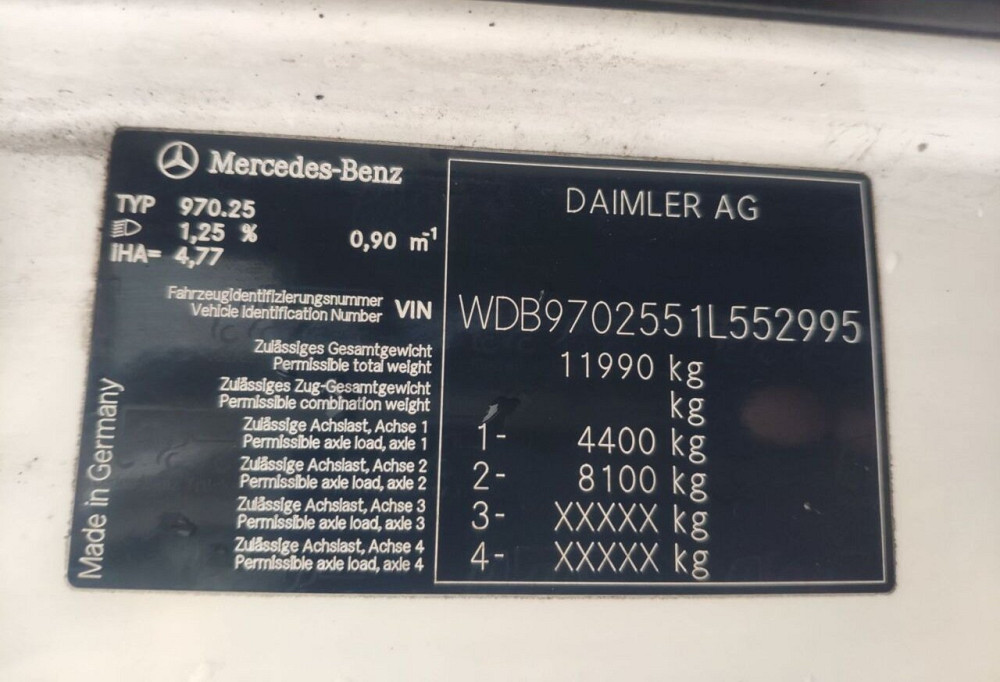 Mercedes-Benz
TYP 970.25
1,25 % 0,90 m⁻¹
IHA= 4,77
DAIMLER AG
Fahrzeugidentifizierungsnummer
Vehicle Identification Number VIN WDB9702551L552995
Zulässiges Gesamtgewicht
Permissible total weight 11990 kg
Zulässiges Zug-Gesamtgewicht
Permissible combination weight kg
Zulässige Achslast, Achse 1
Permissible axle load, axle 1 1- 4400 kg
Zulässige Achslast, Achse 2
Permissible axle load, axle 2 2- 8100 kg
Zulässige Achslast, Achse 3
Permissible axle load, axle 3 3- XXXXX kg
Zulässige Achslast, Achse 4
Permissible axle load, axle 4 4- XXXXX kg
Made in Germany